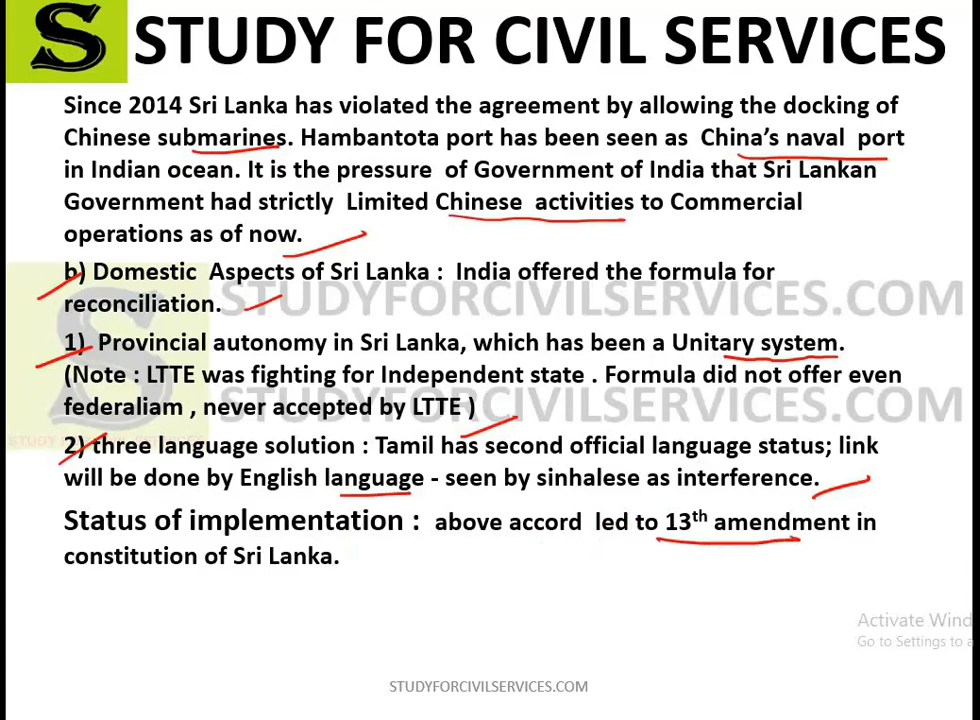 S STUDY FOR CIVIL SERVICES
Since 2014 Sri Lanka has violated the agreement by allowing the docking of
Chinese submarines. Hambantota port has been seen as China's naval port
in Indian ocean. It is the pressure of Government of India that Sri Lankan
Government had strictly Limited Chinese activities to Commercial
operations as of now.
b) Domestic Aspects of Sri Lanka : India offered the formula for
reconciliation.
STUDYFORCIVILSERVICES.COM
1) Provincial autonomy in Sri Lanka, which has been a Unitary system.
(Note : LTTE was fighting for Independent state . Formula did not offer even
federaliam , never accepted by LTTE )
STUDYFORCIVILSERVICES.COM
2) three language solution : Tamil has second official language status; link
will be done by English language - seen by sinhalese as interference.
Status of implementation : above accord led to 13th amendment in
constitution of Sri Lanka.
Activate Wind
Go to Settings to a
STUDYFORCIVILSERVICES.COM